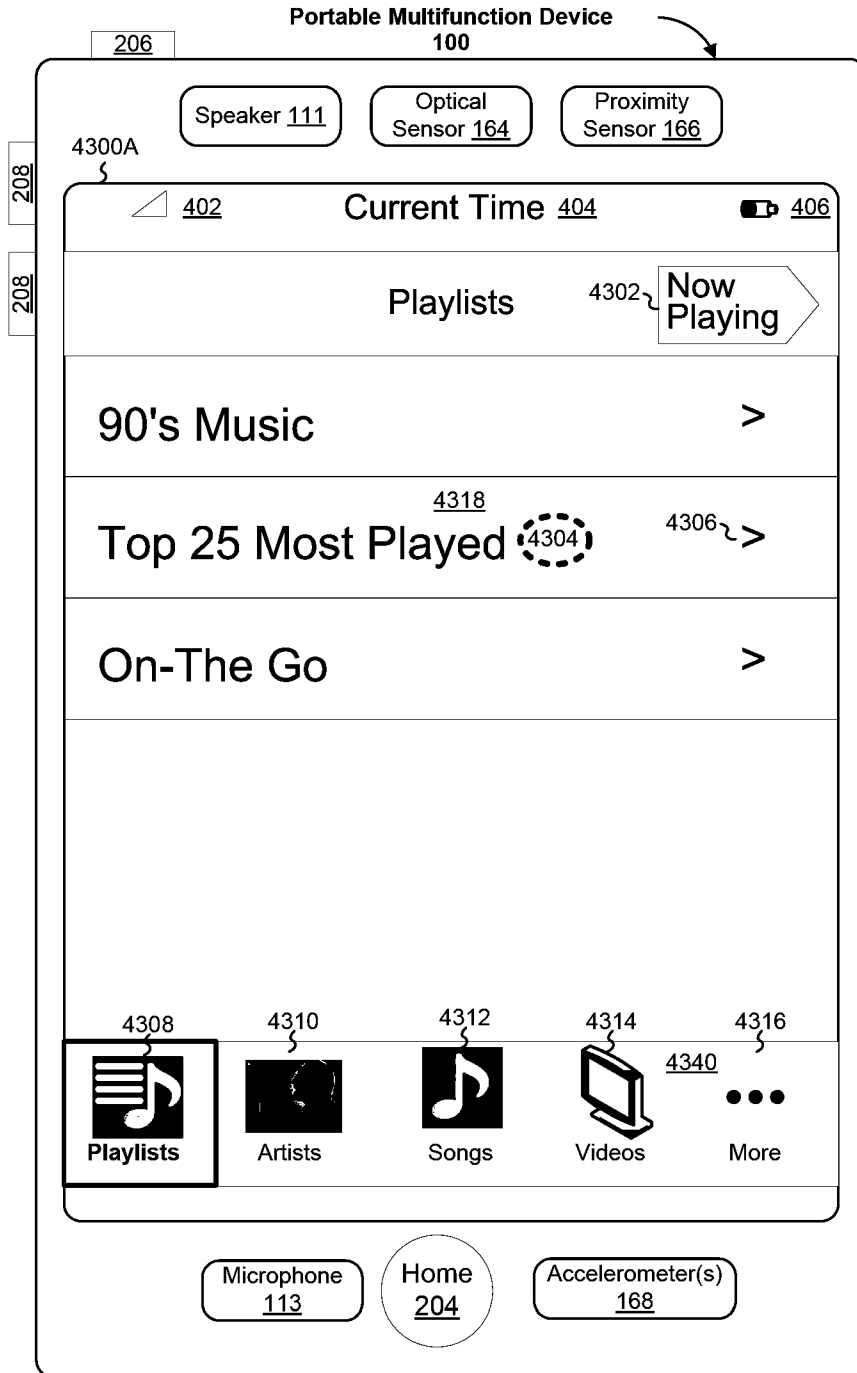 Portable Multifunction Device
100
206
Speaker 111
Optical
Sensor 164
Proximity
Sensor 166
208
208
4300A
402
Current Time 404
406
Playlists
4302
Now
Playing
90's Music
>
4318
Top 25 Most Played
4304
4306
>
On-The Go
>
4308
4310
4312
4314
4316
4340
Playlists
Artists
Songs
Videos
More
Microphone
113
Home
204
Accelerometer(s)
168